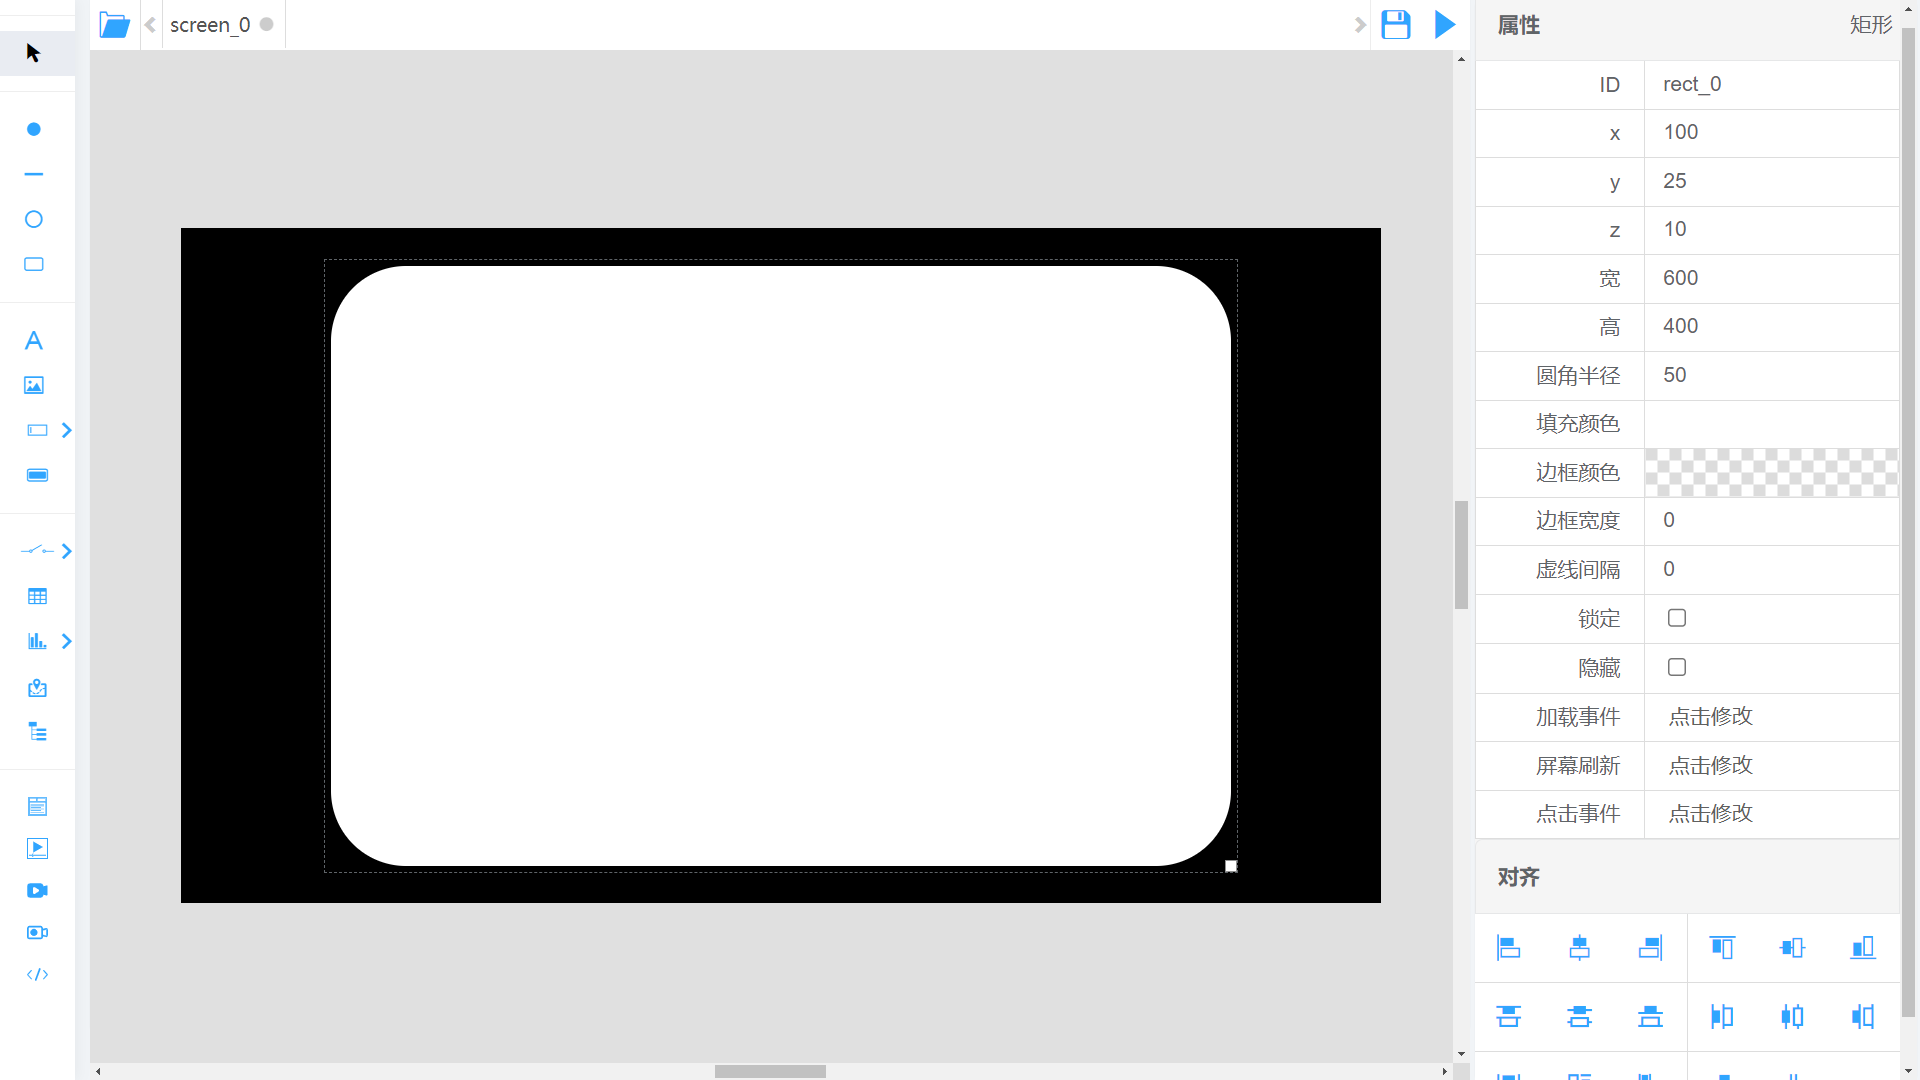 screen_0
属性 矩形
ID rect_0
x 100
y 25
z 10
宽 600
高 400
圆角半径 50
填充颜色
边框颜色
边框宽度 0
虚线间隔 0
锁定
隐藏
加载事件 点击修改
屏幕刷新 点击修改
点击事件 点击修改
对齐